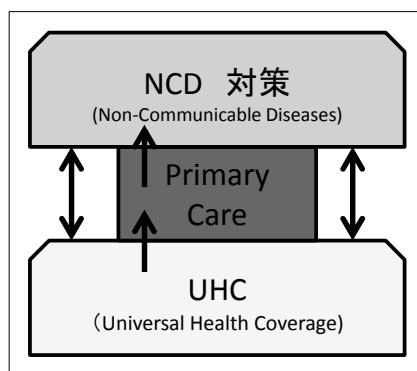 NCD 対策
(Non-Communicable Diseases)
Primary
Care
UHC
（Universal Health Coverage)